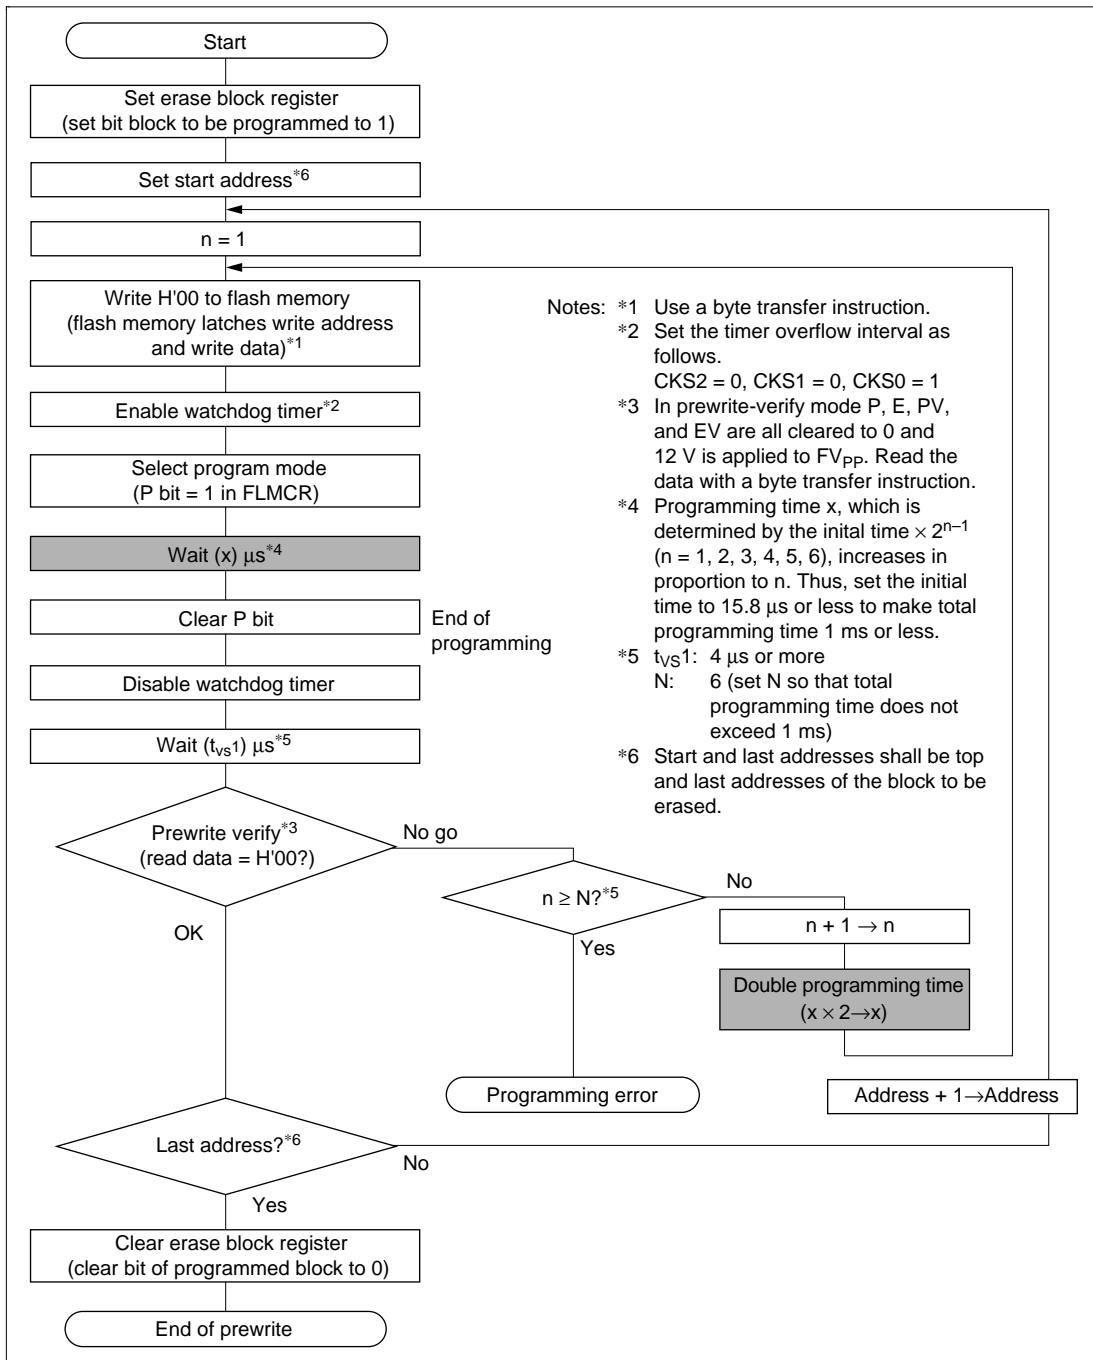 Start
Set erase block register
(set bit block to be programmed to 1)
Set start address*6
n = 1
Write H'00 to flash memory
(flash memory latches write address
and write data)*1
Enable watchdog timer*2
Select program mode
(P bit = 1 in FLMCR)
Wait (x) μs*4
Clear P bit
End of
programming
Disable watchdog timer
Wait (tvs1) μs*5
Prewrite verify*3
(read data = H'00?)
No go
OK
n ≥ N?*5
No
Yes
n + 1 → n
Double programming time
(x × 2→x)
Programming error
Address + 1→Address
Last address?*6
No
Yes
Clear erase block register
(clear bit of programmed block to 0)
End of prewrite
Notes: *1 Use a byte transfer instruction.
*2 Set the timer overflow interval as
follows.
CKS2 = 0, CKS1 = 0, CKS0 = 1
*3 In prewrite-verify mode P, E, PV,
and EV are all cleared to 0 and
12 V is applied to FVPP. Read the
data with a byte transfer instruction.
*4 Programming time x, which is
determined by the inital time × 2n–1
(n = 1, 2, 3, 4, 5, 6), increases in
proportion to n. Thus, set the initial
time to 15.8 μs or less to make total
programming time 1 ms or less.
*5 tVS1: 4 μs or more
N: 6 (set N so that total
programming time does not
exceed 1 ms)
*6 Start and last addresses shall be top
and last addresses of the block to be
erased.